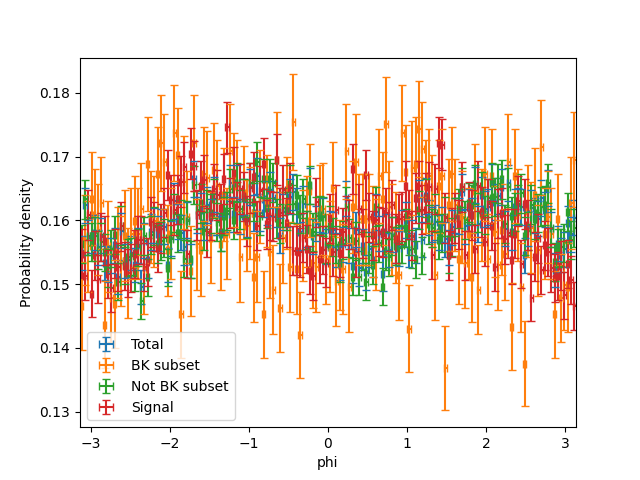 0.18
0.17
0.16
0.15
0.14
0.13
Probability density
Total
BK subset
Not BK subset
Signal
−3
−2
−1
0
1
2
3
phi